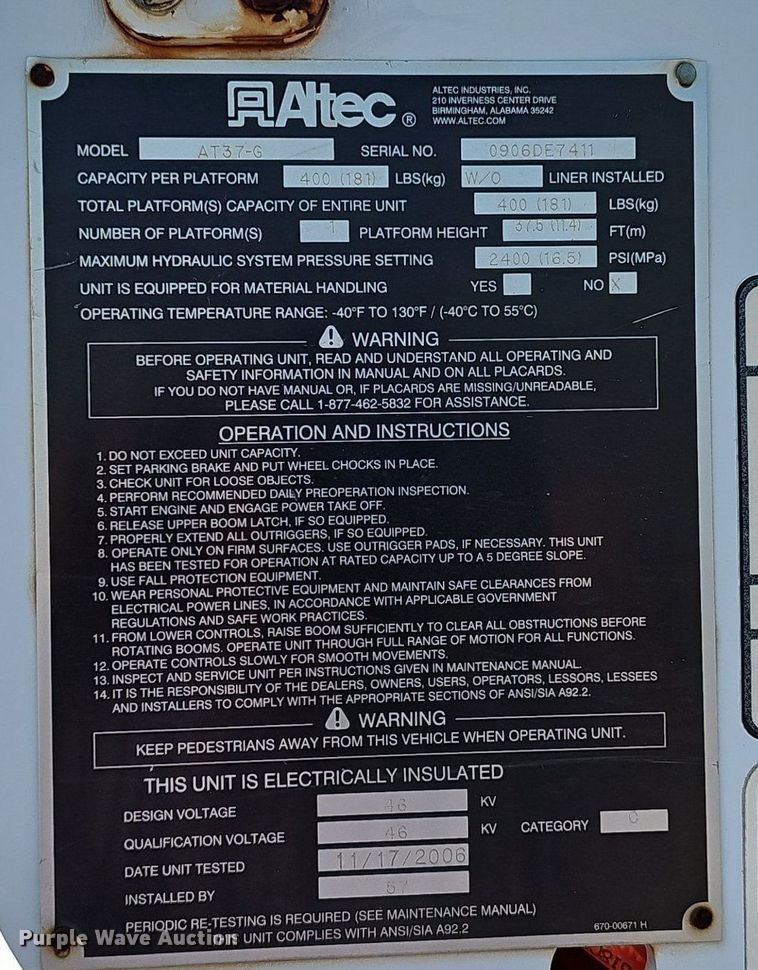 Altec ®
ALTEC INDUSTRIES, INC.
210 INVERNESS CENTER DRIVE
BIRMINGHAM, ALABAMA 35242
WWW.ALTEC.COM
MODEL AT37-G SERIAL NO. 0906DE7411
CAPACITY PER PLATFORM 400 (181) LBS(kg) W/O LINER INSTALLED
TOTAL PLATFORM(S) CAPACITY OF ENTIRE UNIT 400 (181) LBS(kg)
NUMBER OF PLATFORM(S) 1 PLATFORM HEIGHT 37.5 (11.4) FT(m)
MAXIMUM HYDRAULIC SYSTEM PRESSURE SETTING 2400 (16.5) PSI(MPa)
UNIT IS EQUIPPED FOR MATERIAL HANDLING YES NO X
OPERATING TEMPERATURE RANGE: -40°F TO 130°F / (-40°C TO 55°C)
WARNING
BEFORE OPERATING UNIT, READ AND UNDERSTAND ALL OPERATING AND
SAFETY INFORMATION IN MANUAL AND ON ALL PLACARDS.
IF YOU DO NOT HAVE MANUAL OR, IF PLACARDS ARE MISSING/UNREADABLE,
PLEASE CALL 1-877-462-5832 FOR ASSISTANCE.
OPERATION AND INSTRUCTIONS
1. DO NOT EXCEED UNIT CAPACITY.
2. SET PARKING BRAKE AND PUT WHEEL CHOCKS IN PLACE.
3. CHECK UNIT FOR LOOSE OBJECTS.
4. PERFORM RECOMMENDED DAILY PREOPERATION INSPECTION.
5. START ENGINE AND ENGAGE POWER TAKE OFF.
6. RELEASE UPPER BOOM LATCH, IF SO EQUIPPED.
7. PROPERLY EXTEND ALL OUTRIGGERS, IF SO EQUIPPED.
8. OPERATE ONLY ON FIRM SURFACES. USE OUTRIGGER PADS, IF NECESSARY. THIS UNIT
HAS BEEN TESTED FOR OPERATION AT RATED CAPACITY UP TO A 5 DEGREE SLOPE.
9. USE FALL PROTECTION EQUIPMENT.
10. WEAR PERSONAL PROTECTIVE EQUIPMENT AND MAINTAIN SAFE CLEARANCES FROM
ELECTRICAL POWER LINES, IN ACCORDANCE WITH APPLICABLE GOVERNMENT
REGULATIONS AND SAFE WORK PRACTICES.
11. FROM LOWER CONTROLS, RAISE BOOM SUFFICIENTLY TO CLEAR ALL OBSTRUCTIONS BEFORE
ROTATING BOOMS. OPERATE UNIT THROUGH FULL RANGE OF MOTION FOR ALL FUNCTIONS.
12. OPERATE CONTROLS SLOWLY FOR SMOOTH MOVEMENTS.
13. INSPECT AND SERVICE UNIT PER INSTRUCTIONS GIVEN IN MAINTENANCE MANUAL.
14. IT IS THE RESPONSIBILITY OF THE DEALERS, OWNERS, USERS, OPERATORS, LESSORS, LESSEES
AND INSTALLERS TO COMPLY WITH THE APPROPRIATE SECTIONS OF ANSI/SIA A92.2.
WARNING
KEEP PEDESTRIANS AWAY FROM THIS VEHICLE WHEN OPERATING UNIT.
THIS UNIT IS ELECTRICALLY INSULATED
DESIGN VOLTAGE 46 KV
QUALIFICATION VOLTAGE 46 KV CATEGORY C
DATE UNIT TESTED 11/17/2006
INSTALLED BY
PERIODIC RE-TESTING IS REQUIRED (SEE MAINTENANCE MANUAL)
UNIT COMPLIES WITH ANSI/SIA A92.2
670-00671 H
Purple Wave Auction